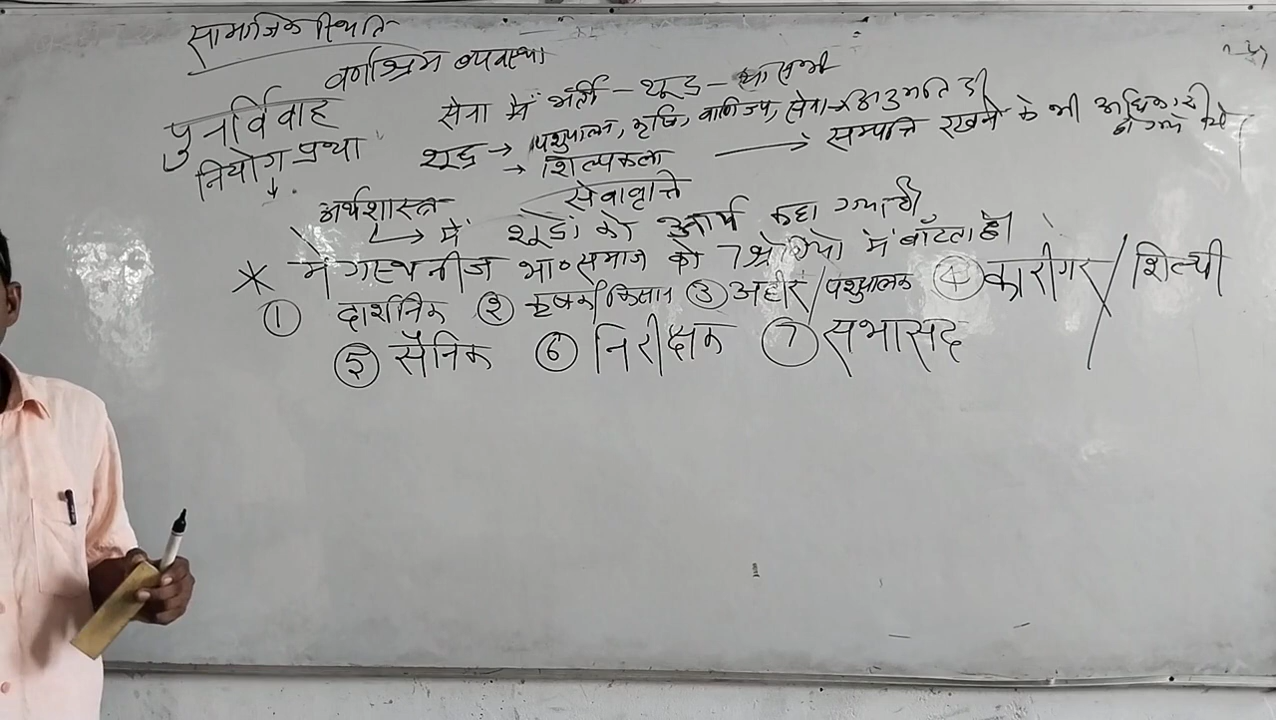 सामाजिक स्थिति
वर्णाश्रम व्यवस्था
पुनर्विवाह
नियोग प्रथा
सेना में भर्ती - शूद्र -
शूद्र → पशुपालन, कृषि, वाणिज्य, सेना → अनुमति दी
→ शिल्पकला → सम्पत्ति रखने के भी अधिकारी हो गये थे।
सेवावृत्ति
अर्थशास्त्र
→ में शूद्रों को आर्य कहा गया है।
* मेगास्थनीज भा० समाज को 7 श्रेणियों में बाँटता है।
① दार्शनिक ② कृषक/किसान ③ अहीर/पशुपालक ④ कारीगर/शिल्पी
⑤ सैनिक ⑥ निरीक्षक ⑦ सभासद